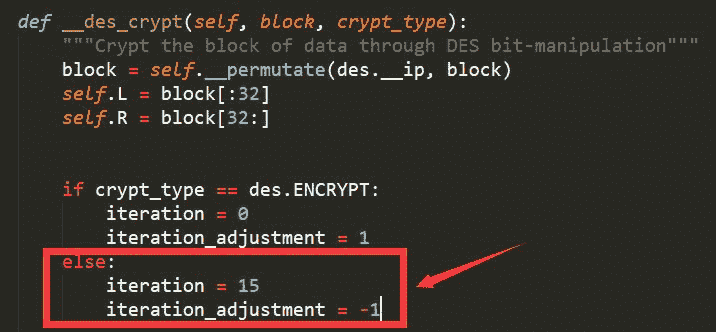 def __des_crypt(self, block, crypt_type):
    """Crypt the block of data through DES bit-manipulation"""
    block = self.__permutate(des.__ip, block)
    self.L = block[:32]
    self.R = block[32:]
    if crypt_type == des.ENCRYPT:
        iteration = 0
        iteration_adjustment = 1
    else:
        iteration = 15
        iteration_adjustment = -1